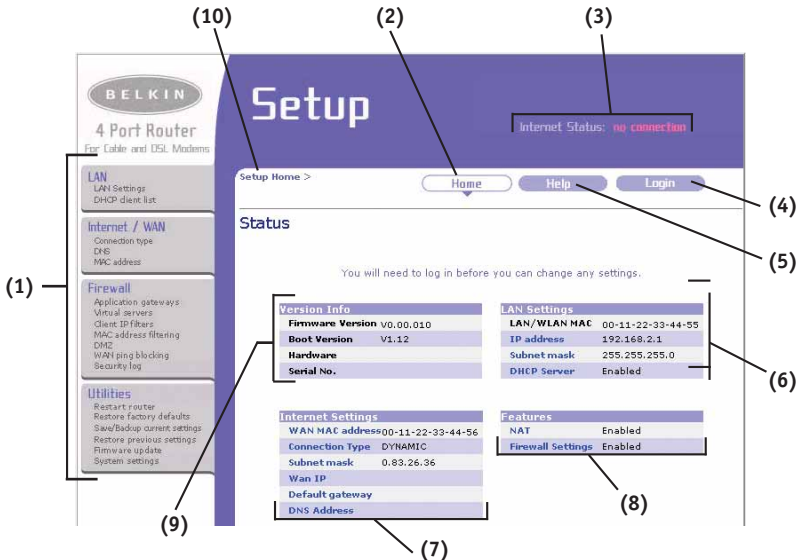 (10)
(2)
(3)
BELKIN
4 Port Router
For Cable and DSL Modems
Setup
Internet Status: no connection
Setup Home >
Home
Help
Login
(4)
(5)
(1)
LAN
LAN Settings
DHCP client list
Internet / WAN
Connection type
DNS
MAC address
Firewall
Application gateways
Virtual servers
Client IP filters
MAC address filtering
DMZ
WAN ping blocking
Security log
Utilities
Restart router
Restore factory defaults
Save/Backup current settings
Restore previous settings
Firmware update
System settings
Status
You will need to log in before you can change any settings.
Version Info
Firmware Version V0.00.010
Boot Version V1.12
Hardware
Serial No.
LAN Settings
LAN/WLAN MAC 00-11-22-33-44-55
IP address 192.168.2.1
Subnet mask 255.255.255.0
DHCP Server Enabled
(6)
Internet Settings
WAN MAC address 00-11-22-33-44-56
Connection Type DYNAMIC
Subnet mask 0.83.26.36
Wan IP
Default gateway
DNS Address
Features
NAT Enabled
Firewall Settings Enabled
(8)
(9)
(7)